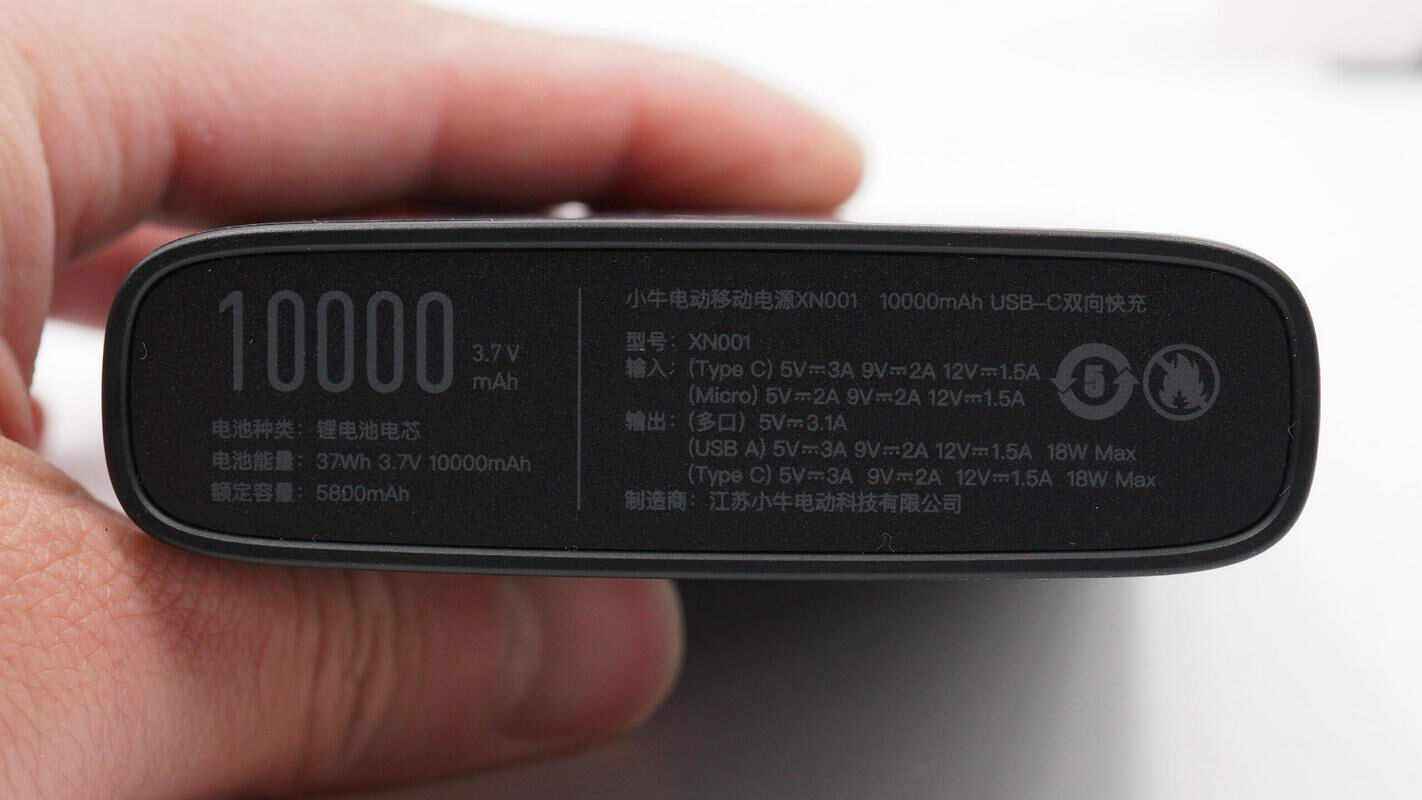 10000
3.7 V
mAh
电池种类：锂电池电芯
电池能量：37Wh 3.7V 10000mAh
额定容量：5800mAh
小牛电动移动电源XN001 10000mAh USB-C双向快充
型号：XN001
输入：(Type C) 5V⎓3A 9V⎓2A 12V⎓1.5A
(Micro) 5V⎓2A 9V⎓2A 12V⎓1.5A
输出：(多口) 5V⎓3.1A
(USB A) 5V⎓3A 9V⎓2A 12V⎓1.5A 18W Max
(Type C) 5V⎓3A 9V⎓2A 12V⎓1.5A 18W Max
制造商：江苏小牛电动科技有限公司
5